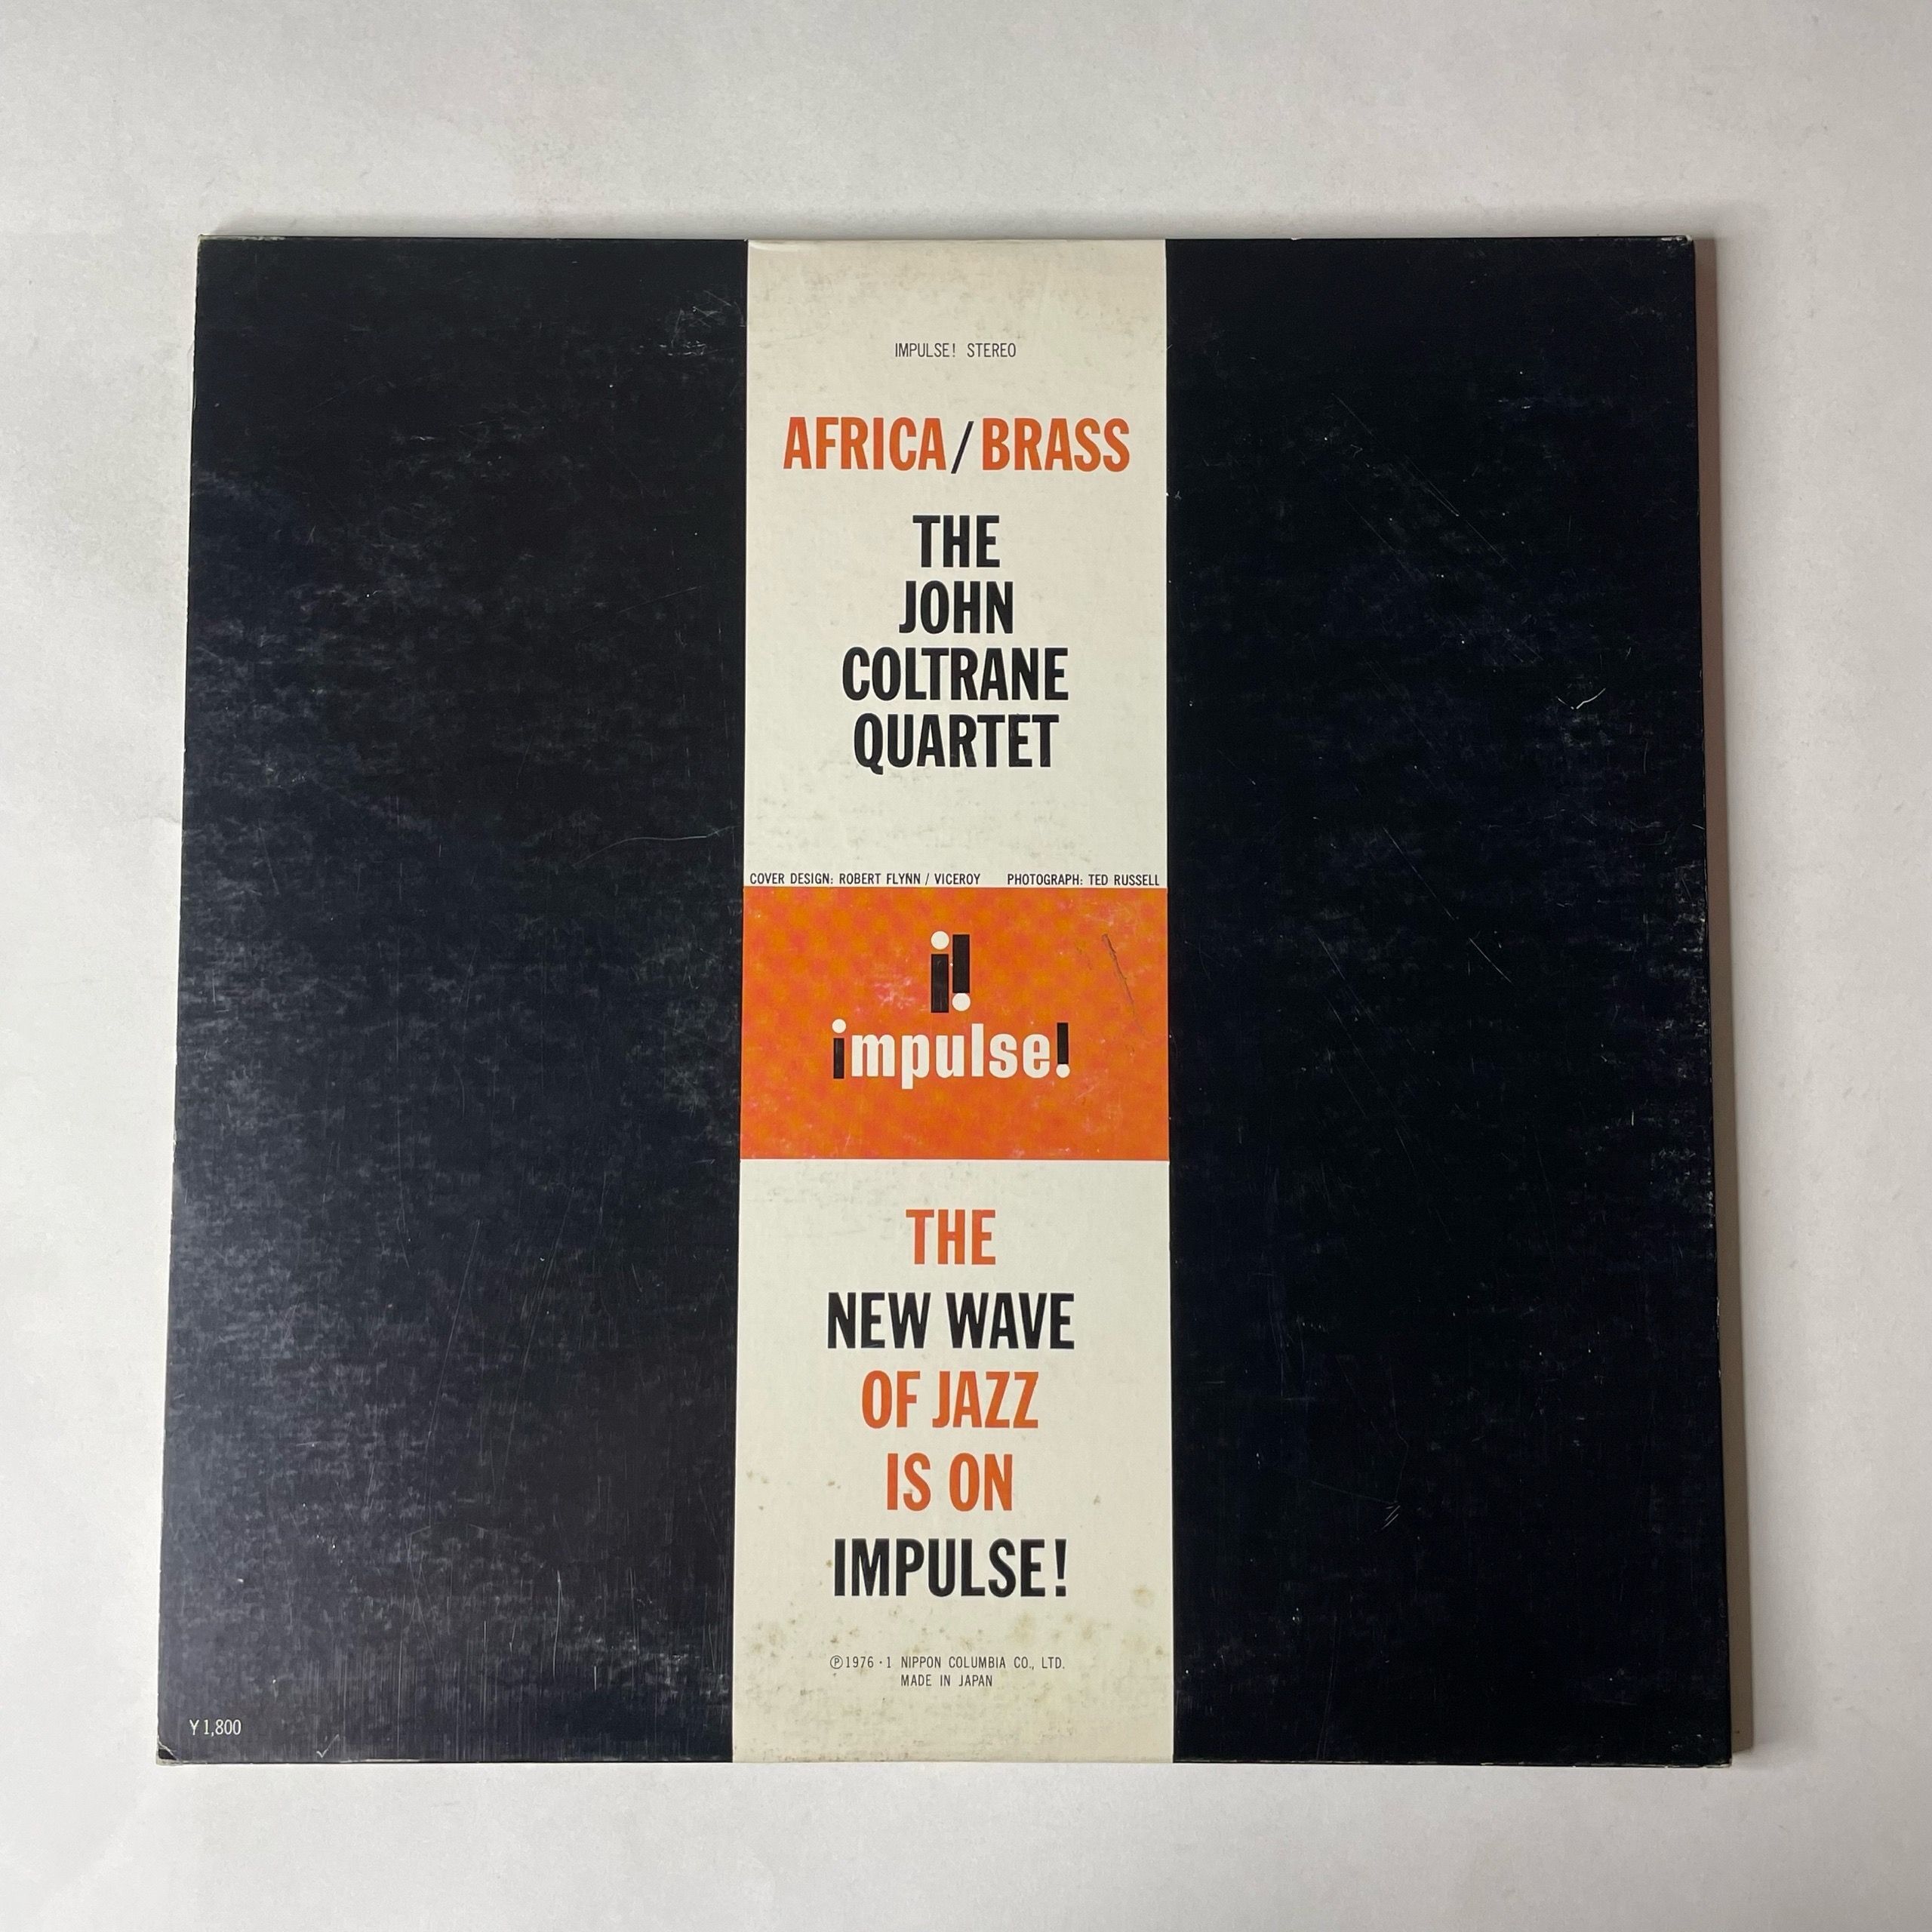 IMPULSE! STEREO
AFRICA/BRASS
THE
JOHN
COLTRANE
QUARTET
COVER DESIGN: ROBERT FLYNN / VICEROY PHOTOGRAPH: TED RUSSELL
i!
impulse!
THE
NEW WAVE
OF JAZZ
IS ON
IMPULSE!
Ⓟ1976·1 NIPPON COLUMBIA CO., LTD.
MADE IN JAPAN
¥1,800